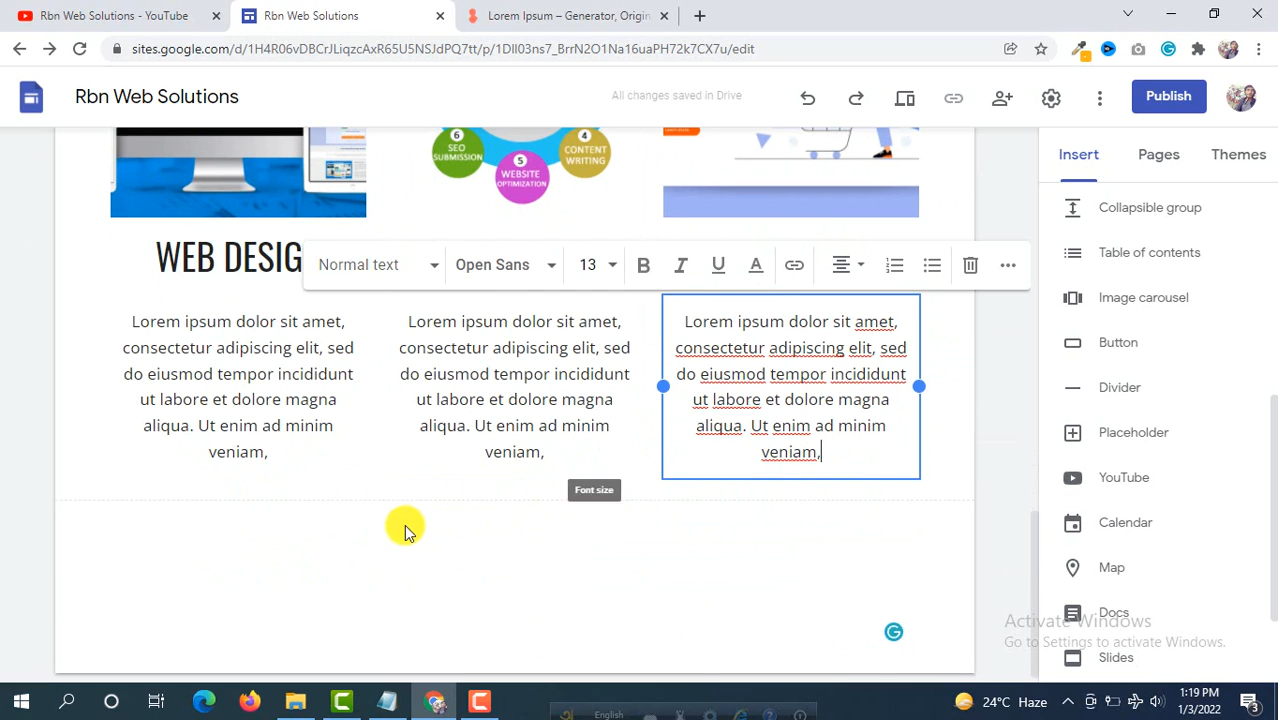 Rbn Web Solutions - YouTube
Rbn Web Solutions
Lorem Ipsum – Generator, Origin
sites.google.com/d/1H4R06vDBCrJLiqzcAxR65U5NSJdPQ7tt/p/1Dll03ns7_BrrN2O1Na16uaPH72k7CX7u/edit
Rbn Web Solutions
All changes saved in Drive
Publish
Insert
Pages
Themes
6
SEO
SUBMISSION
5
WEBSITE
OPTIMIZATION
4
CONTENT
WRITING
WEB DESIG
Normal text
Open Sans
13
Lorem ipsum dolor sit amet,
consectetur adipiscing elit, sed
do eiusmod tempor incididunt
ut labore et dolore magna
aliqua. Ut enim ad minim
veniam,
Lorem ipsum dolor sit amet,
consectetur adipiscing elit, sed
do eiusmod tempor incididunt
ut labore et dolore magna
aliqua. Ut enim ad minim
veniam,
Lorem ipsum dolor sit amet,
consectetur adipiscing elit, sed
do eiusmod tempor incididunt
ut labore et dolore magna
aliqua. Ut enim ad minim
veniam,
Font size
Collapsible group
Table of contents
Image carousel
Button
Divider
Placeholder
YouTube
Calendar
Map
Docs
Slides
Activate Windows
Go to Settings to activate Windows.
English
24°C Haze
1:19 PM
1/3/2022
3